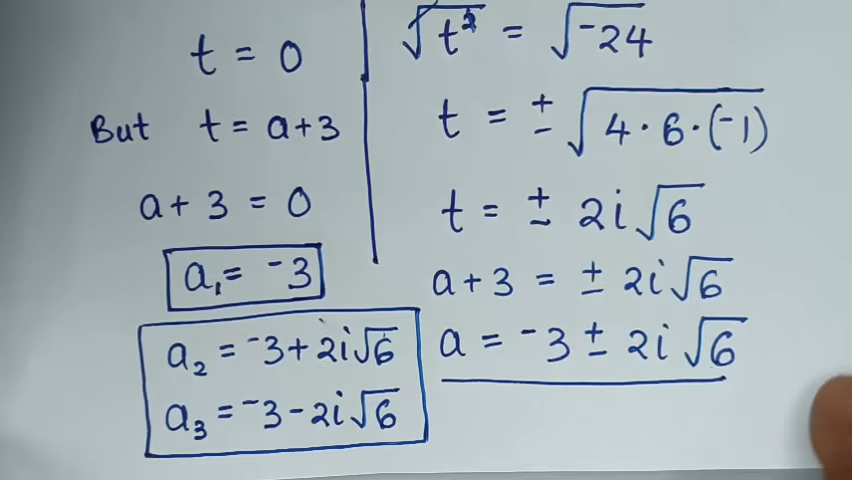 t = 0
But t = a+3
a + 3 = 0
a₁ = -3
a₂ = -3 + 2i√6
a₃ = -3 - 2i√6
√t² = √-24
t = ± √4 · 6 · (-1)
t = ± 2i√6
a + 3 = ± 2i√6
a = -3 ± 2i√6